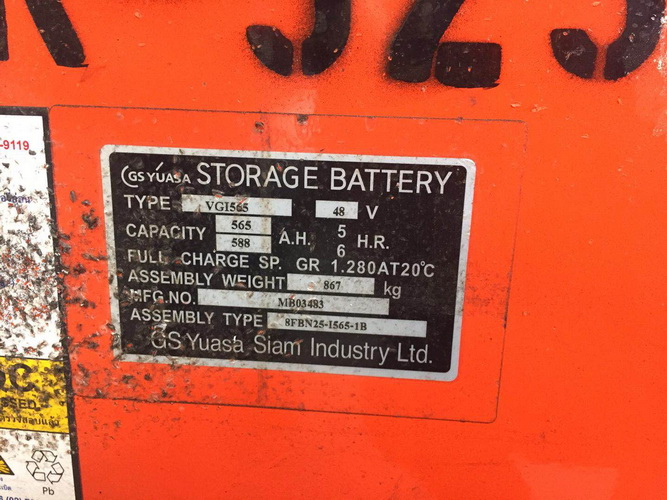 R-323
-9119
GS YUASA STORAGE BATTERY
TYPE VGI565 48 V
CAPACITY 565 A.H. 5 H.R.
588 6
FULL CHARGE SP. GR 1.280AT20°C
ASSEMBLY WEIGHT 867 kg
MFG.NO. MB03483
ASSEMBLY TYPE 8FBN25-I565-1B
GS Yuasa Siam Industry Ltd.
Pb